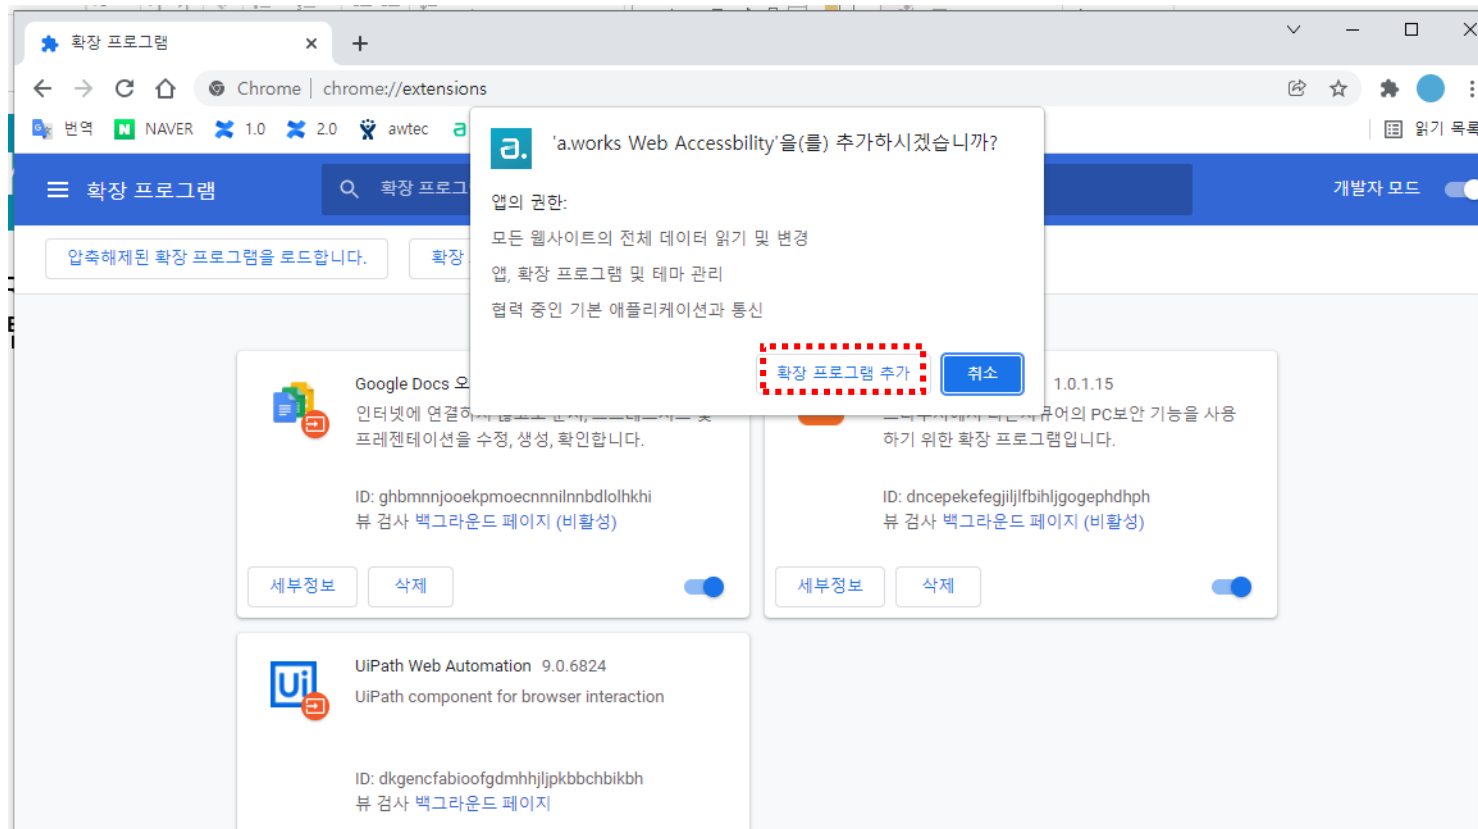 확장 프로그램
Chrome | chrome://extensions
번역 NAVER 1.0 2.0 awtec 읽기 목록
'a.works Web Accessbility'을(를) 추가하시겠습니까?
앱의 권한:
모든 웹사이트의 전체 데이터 읽기 및 변경
앱, 확장 프로그램 및 테마 관리
협력 중인 기본 애플리케이션과 통신
확장 프로그램 추가 취소
확장 프로그램 개발자 모드
압축해제된 확장 프로그램을 로드합니다. 확장
Google Docs 오
인터넷에 연결하지 않고도 문서, 스프레드시트 및
프레젠테이션을 수정, 생성, 확인합니다.
ID: ghbmnnjooekpmoecnnnilnnbdlolhkhi
뷰 검사 백그라운드 페이지 (비활성)
세부정보 삭제
1.0.1.15
PC보안 기능을 사용
하기 위한 확장 프로그램입니다.
ID: dncepekefegjiljlfbihljgogephdhph
뷰 검사 백그라운드 페이지 (비활성)
세부정보 삭제
UiPath Web Automation 9.0.6824
UiPath component for browser interaction
ID: dkgencfabioofgdmhhjljpkbbchbikbh
뷰 검사 백그라운드 페이지